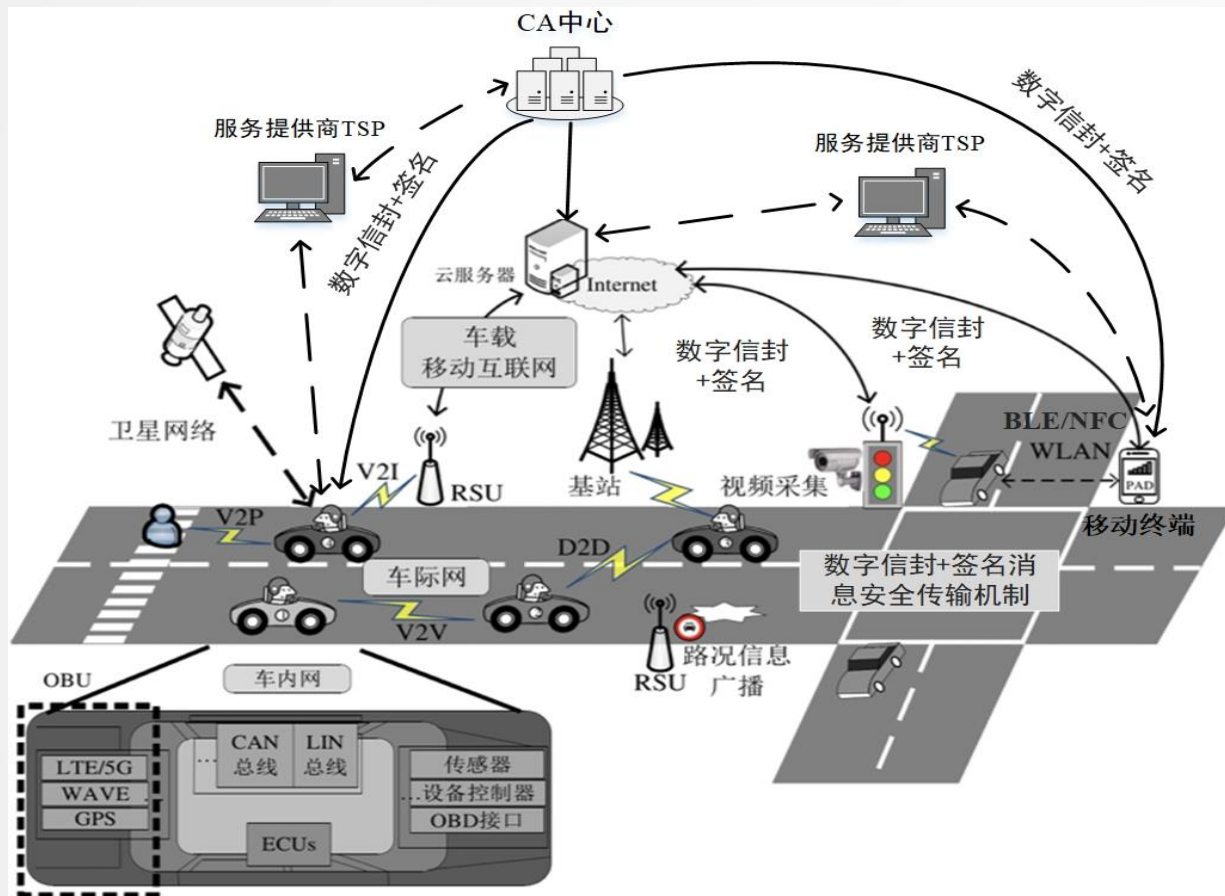 CA中心
服务提供商TSP
数字信封+签名
数字信封+签名
服务提供商TSP
云服务器
Internet
车载
移动互联网
数字信封
+签名
数字信封
+签名
卫星网络
V2I
RSU
基站
视频采集
BLE/NFC
WLAN
PAD
移动终端
V2P
D2D
车际网
数字信封+签名消
息安全传输机制
V2V
RSU
路况信息
广播
OBU
车内网
LTE/5G
WAVE
...
GPS
...
CAN
总线
LIN
总线
ECUs
传感器
...设备控制器
OBD接口